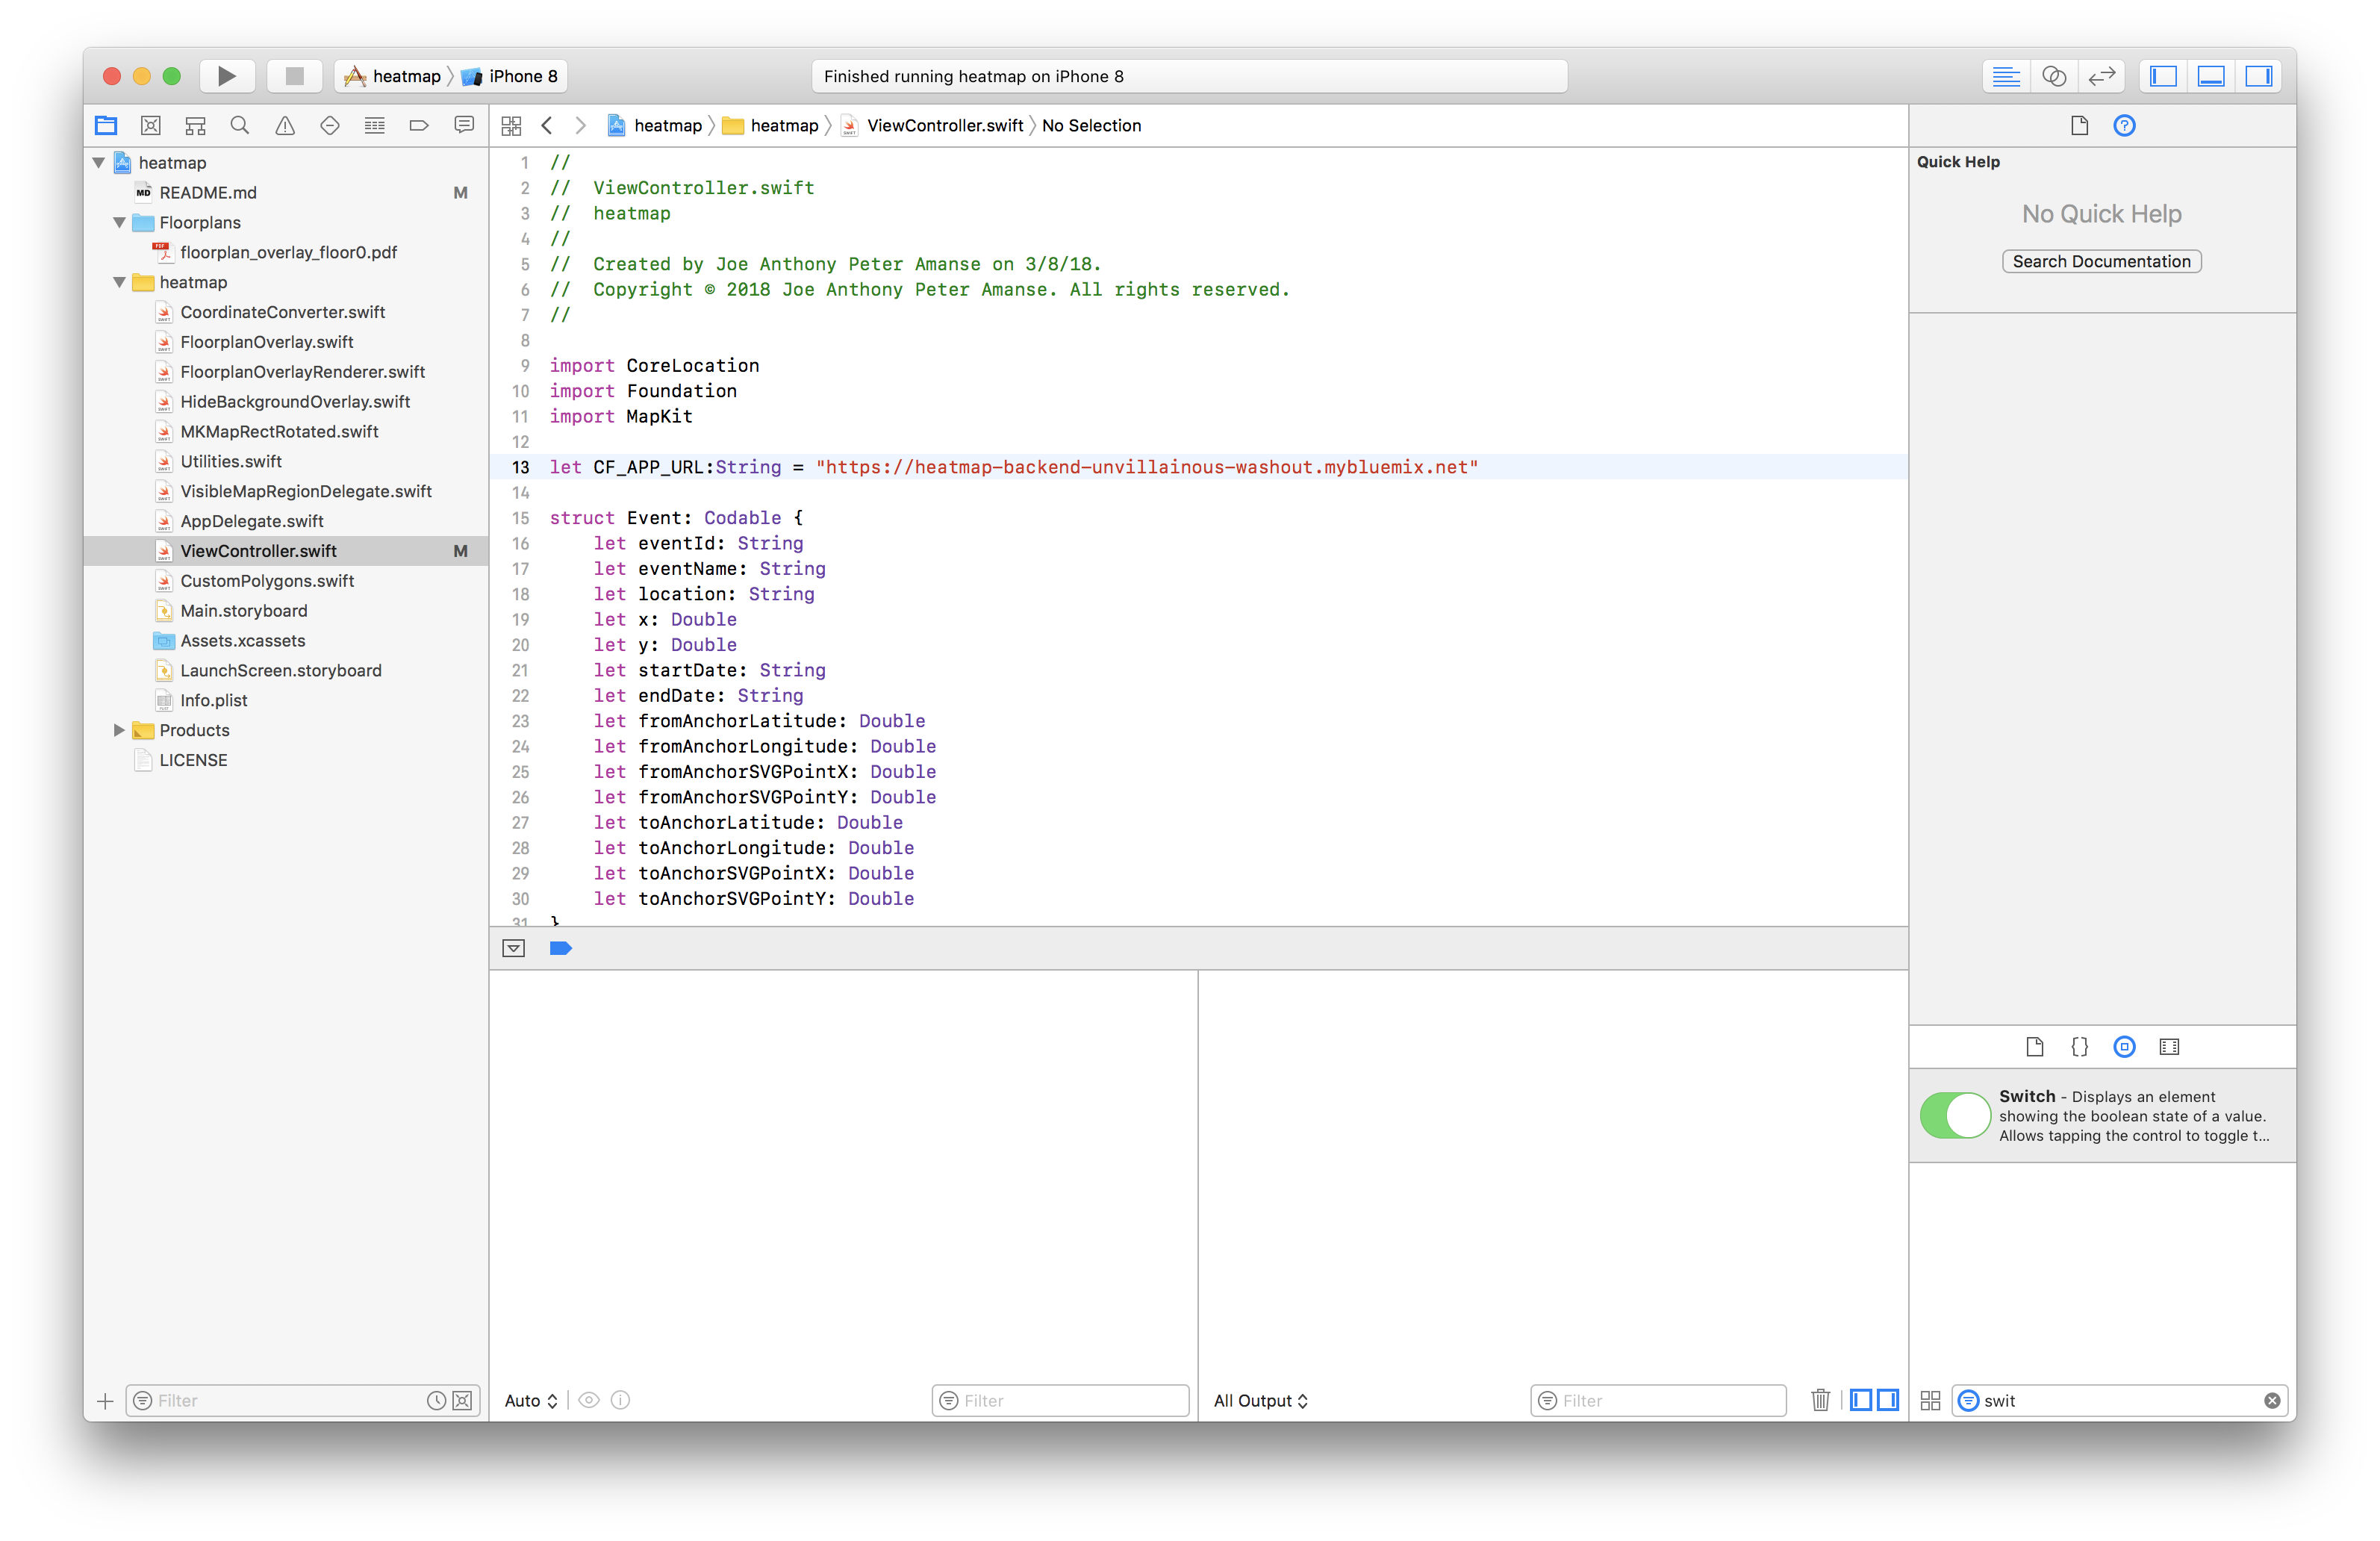 heatmap
iPhone 8
Finished running heatmap on iPhone 8
heatmap
heatmap
ViewController.swift
No Selection
heatmap
README.md
M
Floorplans
floorplan_overlay_floor0.pdf
heatmap
CoordinateConverter.swift
FloorplanOverlay.swift
FloorplanOverlayRenderer.swift
HideBackgroundOverlay.swift
MKMapRectRotated.swift
Utilities.swift
VisibleMapRegionDelegate.swift
AppDelegate.swift
ViewController.swift
M
CustomPolygons.swift
Main.storyboard
Assets.xcassets
LaunchScreen.storyboard
Info.plist
Products
LICENSE
Filter
1 //
2 //  ViewController.swift
3 //  heatmap
4 //
5 //  Created by Joe Anthony Peter Amanse on 3/8/18.
6 //  Copyright © 2018 Joe Anthony Peter Amanse. All rights reserved.
7 //
8
9 import CoreLocation
10 import Foundation
11 import MapKit
12
13 let CF_APP_URL:String = "https://heatmap-backend-unvillainous-washout.mybluemix.net"
14
15 struct Event: Codable {
16     let eventId: String
17     let eventName: String
18     let location: String
19     let x: Double
20     let y: Double
21     let startDate: String
22     let endDate: String
23     let fromAnchorLatitude: Double
24     let fromAnchorLongitude: Double
25     let fromAnchorSVGPointX: Double
26     let fromAnchorSVGPointY: Double
27     let toAnchorLatitude: Double
28     let toAnchorLongitude: Double
29     let toAnchorSVGPointX: Double
30     let toAnchorSVGPointY: Double
31 }
Auto
Filter
All Output
Filter
Quick Help
No Quick Help
Search Documentation
{}
Switch - Displays an element
showing the boolean state of a value.
Allows tapping the control to toggle t...
swit